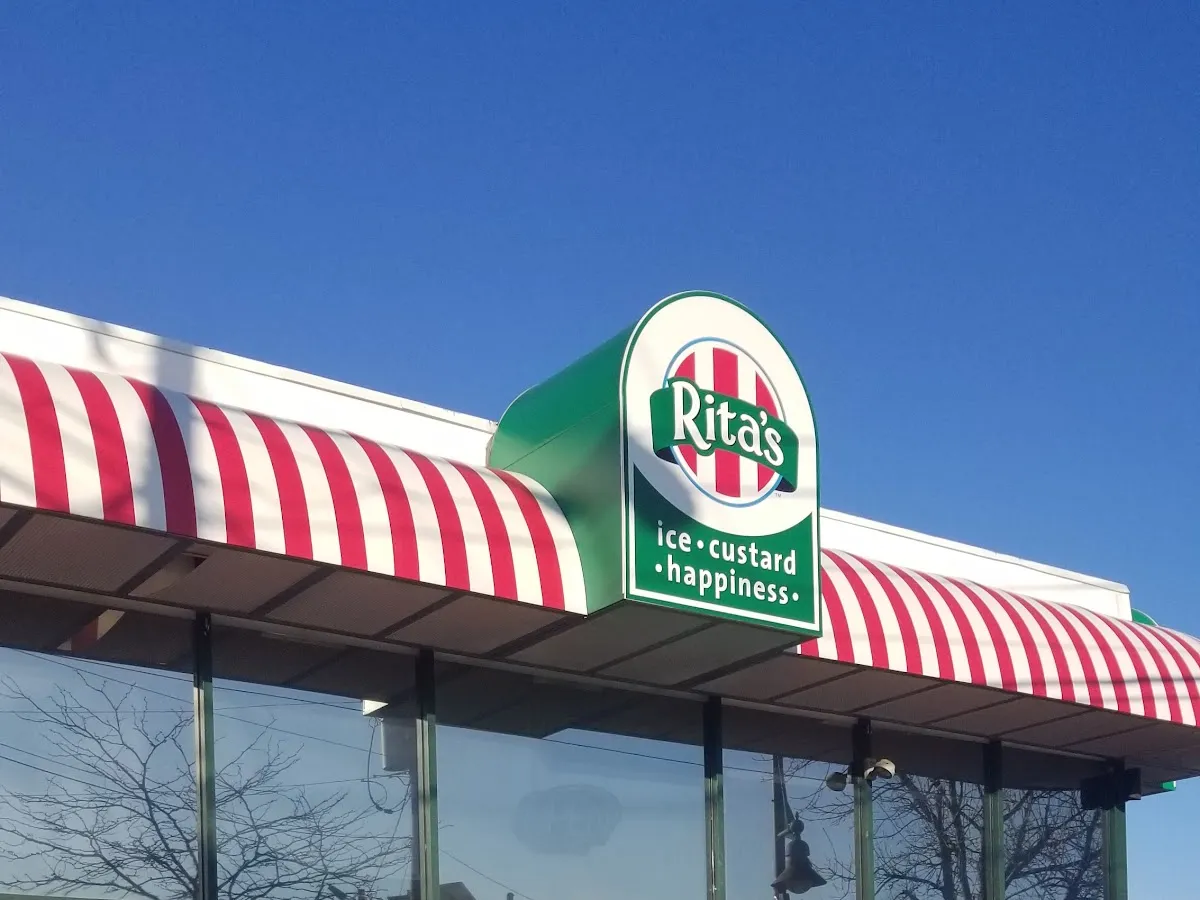 Rita's
ice • custard
• happiness •